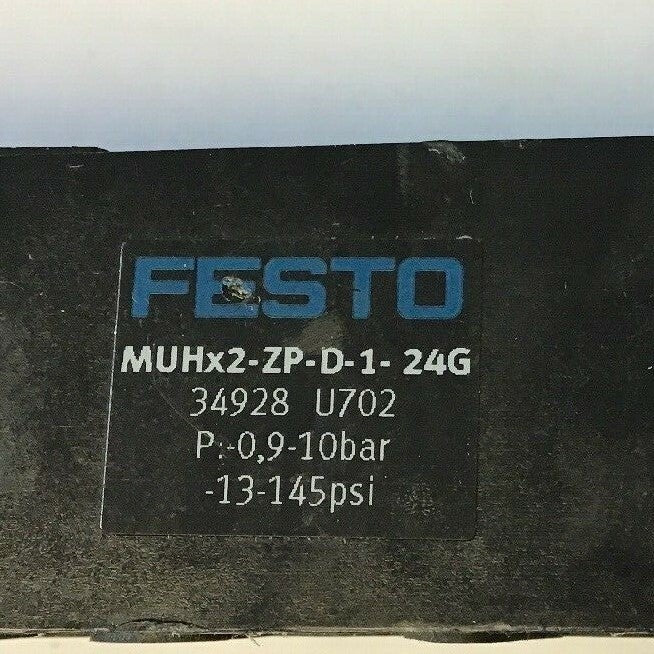 FESTO
MUHx2-ZP-D-1- 24G
34928 U702
P:-0,9-10bar
-13-145psi